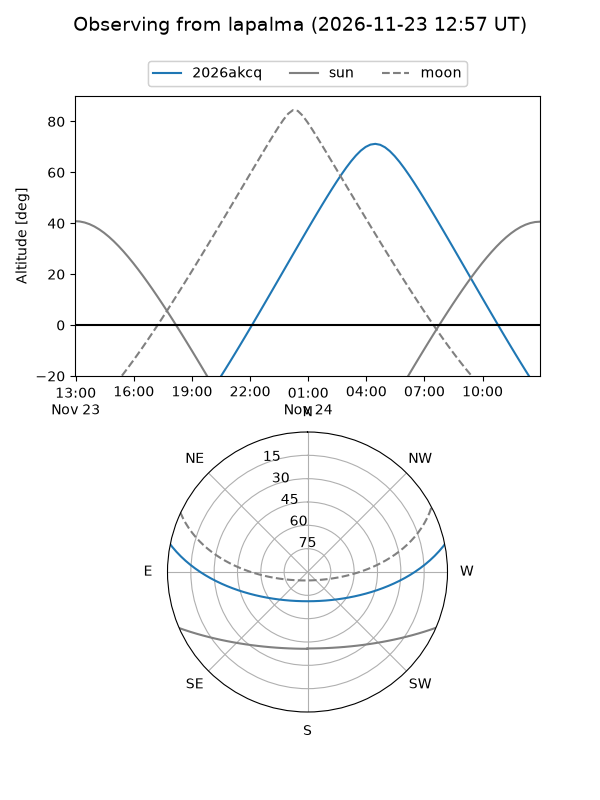 Observing from lapalma (2026-11-23 12:57 UT)
2026akcq sun moon
Altitude [deg]
80
60
40
20
0
−20
13:00 16:00 19:00 22:00 01:00 04:00 07:00 10:00
Nov 23 Nov 24
N
NE NW
15
30
45
60
75
E W
SE SW
S